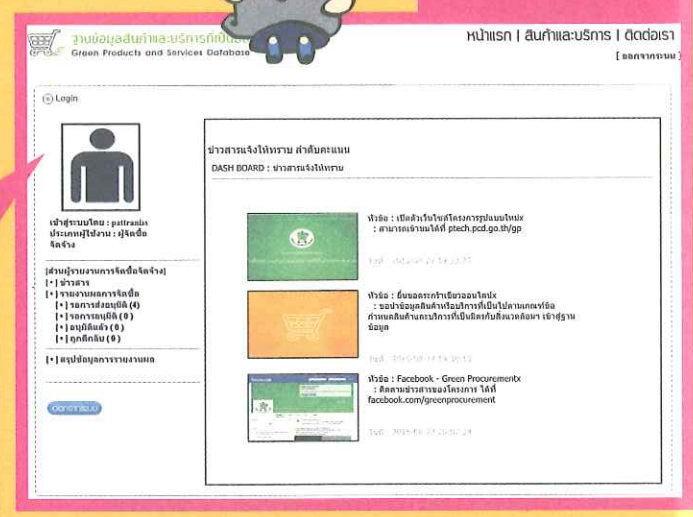 ฐานข้อมูลสินค้าและบริการที่เป็น
Green Products and Services Database
หน้าแรก | สินค้าและบริการ | ติดต่อเรา
[ ออกจากระบบ ]
Login
เข้าสู่ระบบโดย : pattranis
ประเภทผู้ใช้งาน : ผู้จัดซื้อ
จัดจ้าง
[ส่วนผู้รายงานการจัดซื้อจัดจ้าง]
[•] ข่าวสาร
[•] รายงานผลการจัดซื้อ
[•] รอการส่งอนุมัติ (4)
[•] รอการอนุมัติ (0)
[•] อนุมัติแล้ว (0)
[•] ถูกตีกลับ (0)
[•] สรุปข้อมูลการรายงานผล
ออกจากระบบ
ข่าวสารแจ้งให้ทราบ ลำดับคะแนน
DASH BOARD : ข่าวสารแจ้งให้ทราบ
หัวข้อ : เปิดตัวเว็บไซต์โครงการรูปแบบใหม่x
: สามารถเข้าชมได้ที่ ptech.pcd.go.th/gp
หัวข้อ : ยื่นขอตระกร้าเขียวออนไลน์x
: ขอนำข้อมูลสินค้าหรือบริการที่เป็นไปตามเกณฑ์ข้อ
กำหนดสินค้าและบริการที่เป็นมิตรกับสิ่งแวดล้อมฯ เข้าสู่ฐาน
ข้อมูล
หัวข้อ : Facebook - Green Procurementx
: ติดตามข่าวสารของโครงการ ได้ที่
facebook.com/greenprocurement